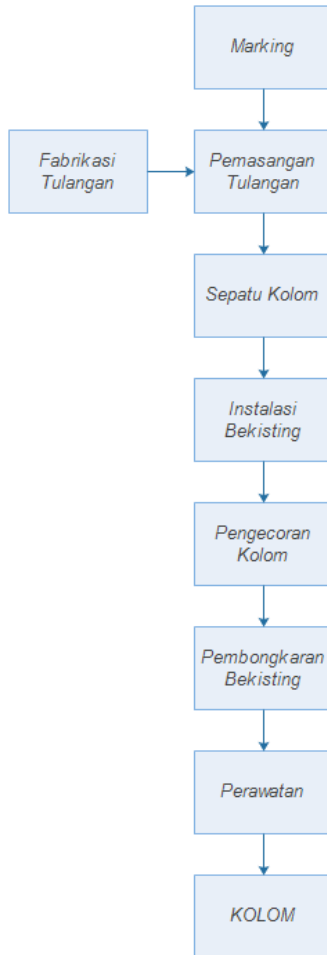 Marking
Fabrikasi
Tulangan
Pemasangan
Tulangan
Sepatu Kolom
Instalasi
Bekisting
Pengecoran
Kolom
Pembongkaran
Bekisting
Perawatan
KOLOM